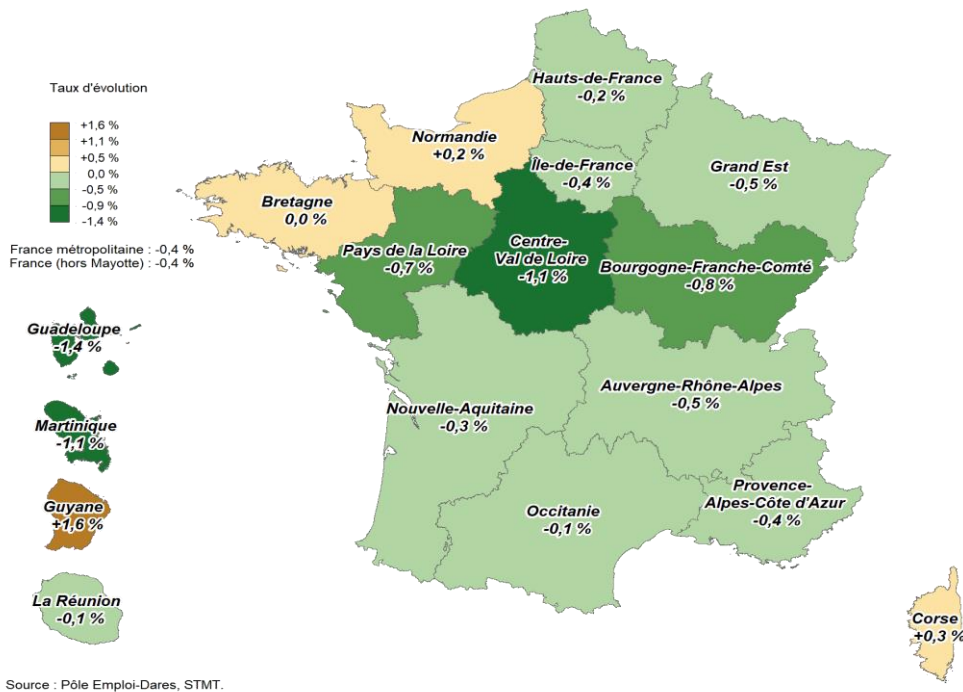 Taux d'évolution
+1,6 %
+1,1 %
+0,5 %
0,0 %
-0,5 %
-0,9 %
-1,4 %
France métropolitaine : -0,4 %
France (hors Mayotte) : -0,4 %
Hauts-de-France
-0,2 %
Normandie
+0,2 %
Île-de-France
-0,4 %
Grand Est
-0,5 %
Bretagne
0,0 %
Pays de la Loire
-0,7 %
Centre-
Val de Loire
-1,1 %
Bourgogne-Franche-Comté
-0,8 %
Guadeloupe
-1,4 %
Auvergne-Rhône-Alpes
-0,5 %
Nouvelle-Aquitaine
-0,3 %
Martinique
-1,1 %
Provence-
Alpes-Côte d'Azur
-0,4 %
Guyane
+1,6 %
Occitanie
-0,1 %
La Réunion
-0,1 %
Corse
+0,3 %
Source : Pôle Emploi-Dares, STMT.